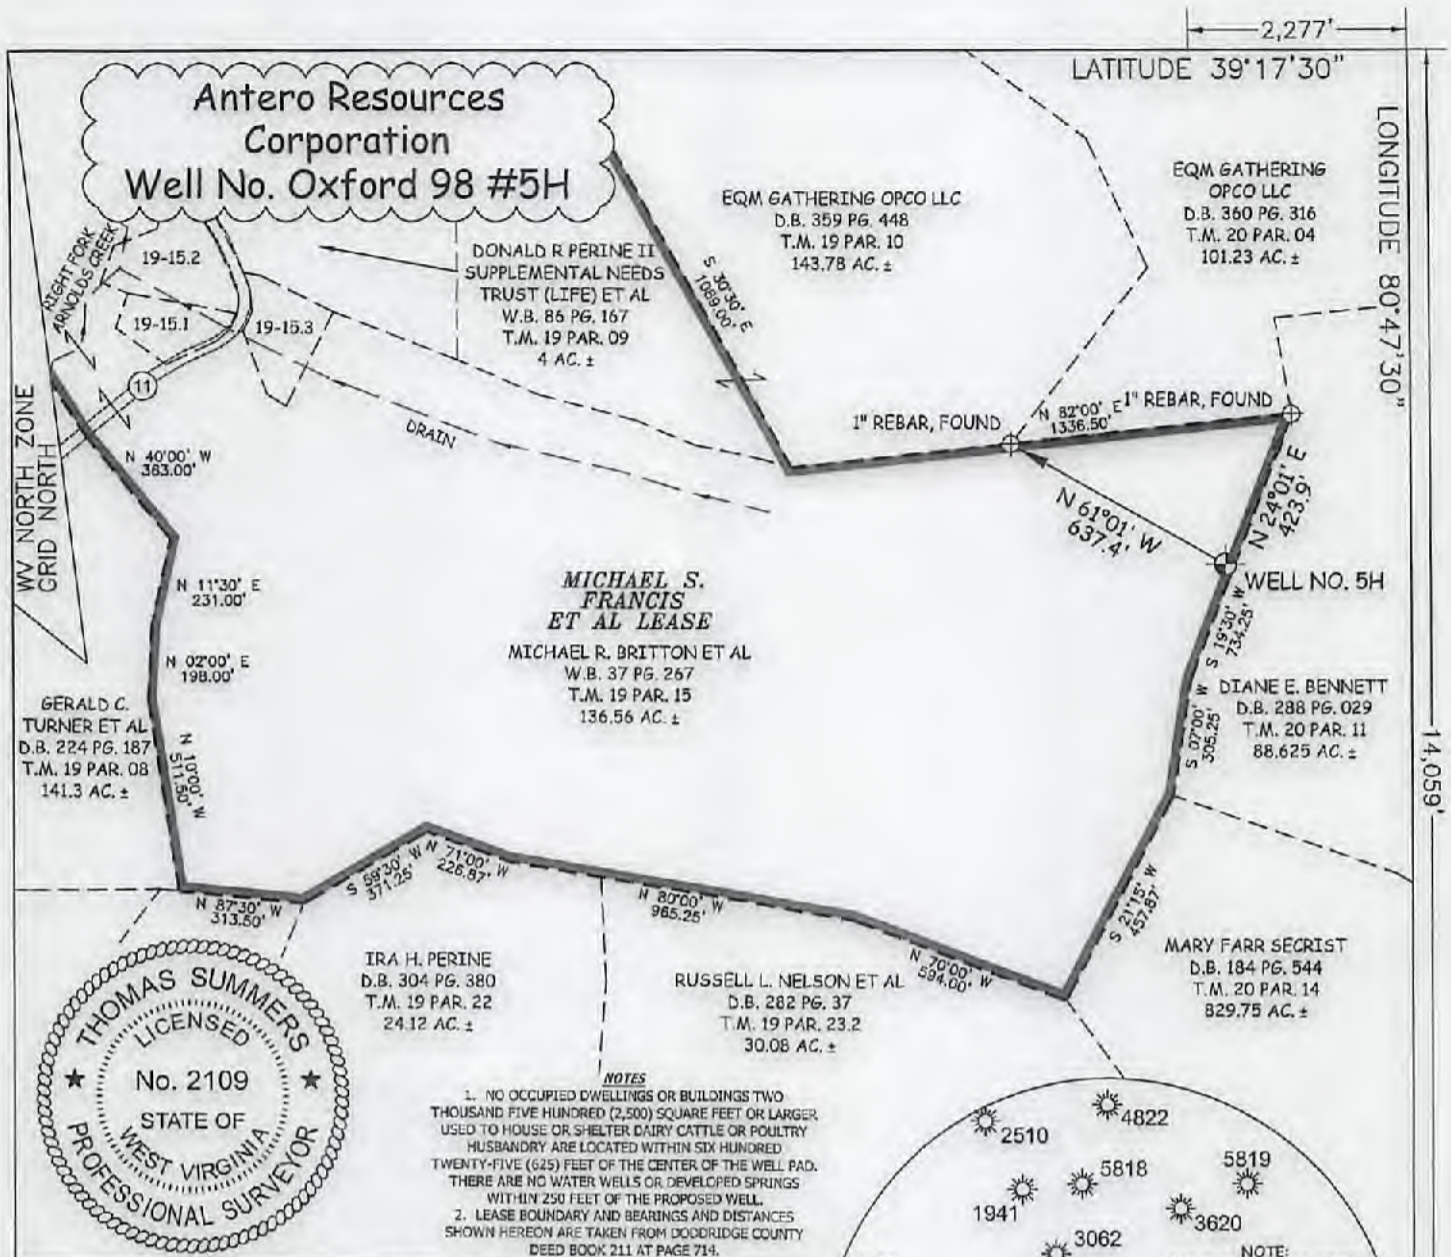 2,277'
LATITUDE 39°17'30"
LONGITUDE 80°47'30"
14,059'
Antero Resources
Corporation
Well No. Oxford 98 #5H
EQM GATHERING OPCO LLC
D.B. 359 PG. 448
T.M. 19 PAR. 10
143.78 AC. ±
EQM GATHERING
OPCO LLC
D.B. 360 PG. 316
T.M. 20 PAR. 04
101.23 AC. ±
RIGHT FORK
ARNOLDS CREEK
19-15.2
19-15.1
19-15.3
11
DONALD R PERINE II
SUPPLEMENTAL NEEDS
TRUST (LIFE) ET AL
W.B. 86 PG. 167
T.M. 19 PAR. 09
4 AC. ±
S 30°30' E
1089.00'
DRAIN
1" REBAR, FOUND
N 82°00' E
1336.50'
1" REBAR, FOUND
N 61°01' W
637.4'
N 24°01' E
423.9'
WELL NO. 5H
WV NORTH ZONE
GRID NORTH
N 40°00' W
363.00'
N 11°30' E
231.00'
N 02°00' E
198.00'
N 10°00' W
511.50'
MICHAEL S.
FRANCIS
ET AL LEASE
MICHAEL R. BRITTON ET AL
W.B. 37 PG. 267
T.M. 19 PAR. 15
136.56 AC. ±
S 19°30' W
734.25'
S 07°00' W
305.25'
DIANE E. BENNETT
D.B. 288 PG. 029
T.M. 20 PAR. 11
88.625 AC. ±
GERALD C.
TURNER ET AL
D.B. 224 PG. 187
T.M. 19 PAR. 08
141.3 AC. ±
N 87°30' W
313.50'
S 59°30' W
371.25'
N 71°00' W
226.87'
N 80°00' W
965.25'
N 70°00' W
594.00'
S 21°15' W
457.87'
MARY FARR SECRIST
D.B. 184 PG. 544
T.M. 20 PAR. 14
829.75 AC. ±
IRA H. PERINE
D.B. 304 PG. 380
T.M. 19 PAR. 22
24.12 AC. ±
RUSSELL L. NELSON ET AL
D.B. 282 PG. 37
T.M. 19 PAR. 23.2
30.08 AC. ±
THOMAS SUMMERS
LICENSED
No. 2109
STATE OF
WEST VIRGINIA
PROFESSIONAL SURVEYOR
NOTES
1. NO OCCUPIED DWELLINGS OR BUILDINGS TWO
THOUSAND FIVE HUNDRED (2,500) SQUARE FEET OR LARGER
USED TO HOUSE OR SHELTER DAIRY CATTLE OR POULTRY
HUSBANDRY ARE LOCATED WITHIN SIX HUNDRED
TWENTY-FIVE (625) FEET OF THE CENTER OF THE WELL PAD.
THERE ARE NO WATER WELLS OR DEVELOPED SPRINGS
WITHIN 250 FEET OF THE PROPOSED WELL.
2. LEASE BOUNDARY AND BEARINGS AND DISTANCES
SHOWN HEREON ARE TAKEN FROM DODDRIDGE COUNTY
DEED BOOK 211 AT PAGE 714.
2510
4822
5818
5819
1941
3620
3062
NOTE: